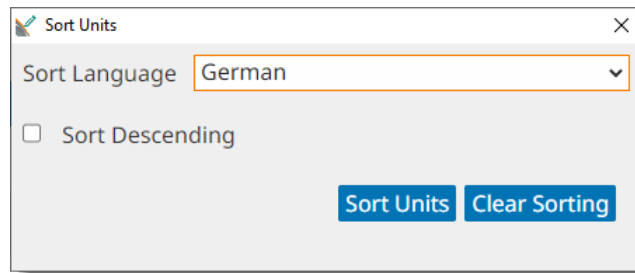 Sort Units
Sort Language German
Sort Descending
Sort Units Clear Sorting